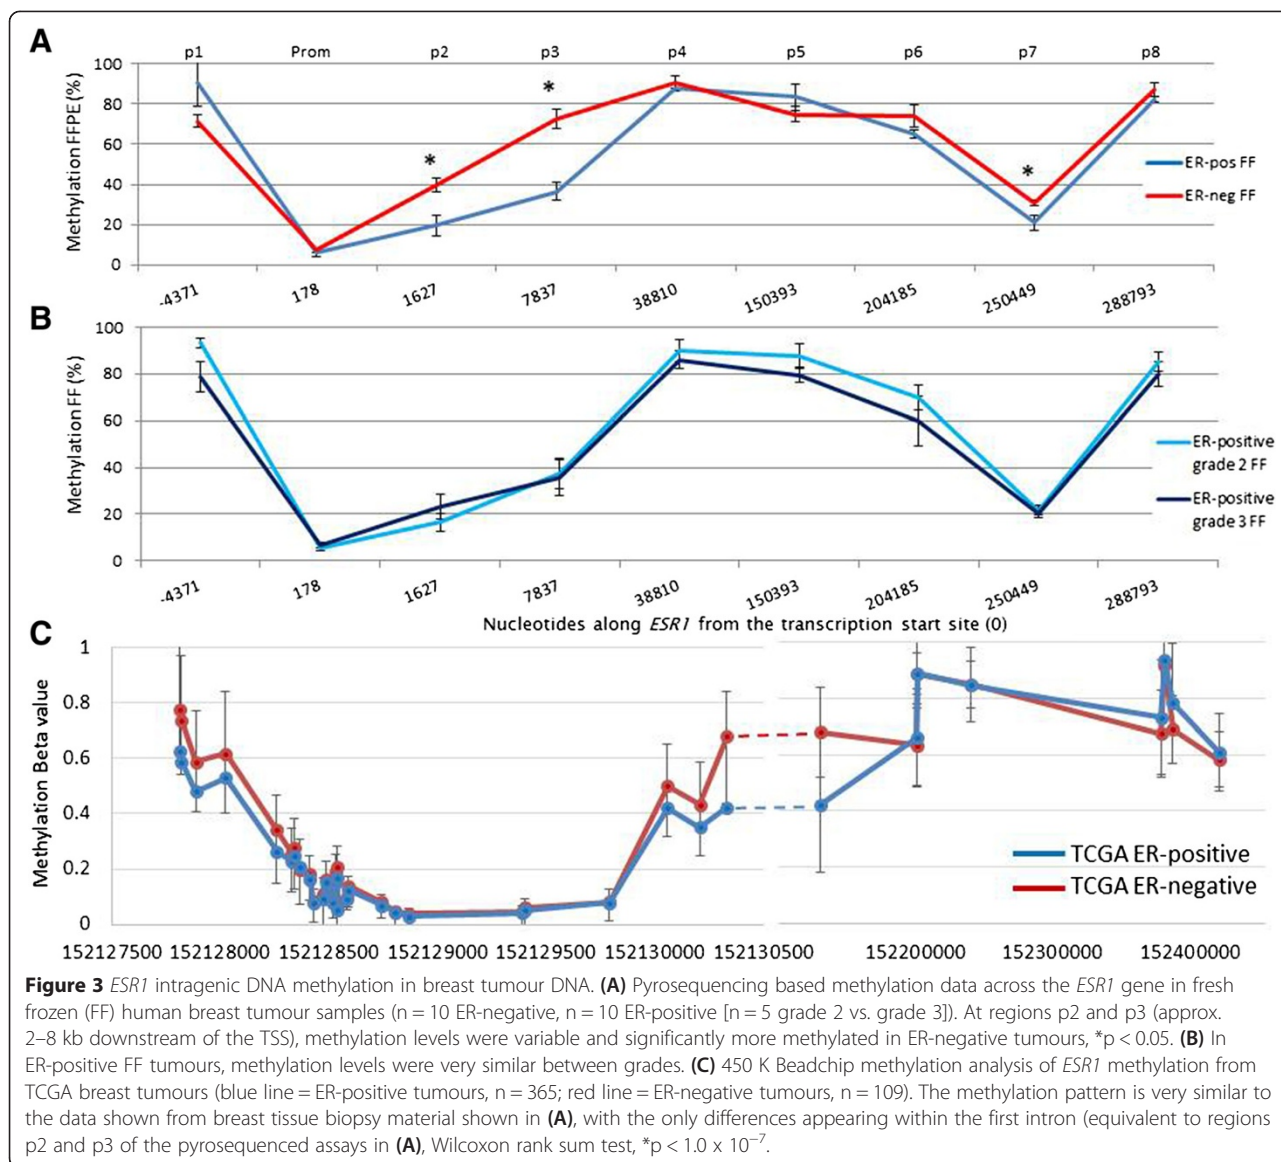 A
p1 Prom p2 p3 p4 p5 p6 p7 p8
Methylation FFPE (%)
100
80
60
40
20
0
*
*
*
ER-pos FF
ER-neg FF
-4371 178 1627 7837 38810 150393 204185 250449 288793
B
Methylation FF (%)
100
80
60
40
20
0
ER-positive
grade 2 FF
ER-positive
grade 3 FF
-4371 178 1627 7837 38810 150393 204185 250449 288793
Nucleotides along ESR1 from the transcription start site (0)
C
Methylation Beta value
1
0.8
0.6
0.4
0.2
0
TCGA ER-positive
TCGA ER-negative
152127500 152128000 152128500 152129000 152129500 152130000 152130500 152200000 152300000 152400000
Figure 3 ESR1 intragenic DNA methylation in breast tumour DNA. (A) Pyrosequencing based methylation data across the ESR1 gene in fresh
frozen (FF) human breast tumour samples (n = 10 ER-negative, n = 10 ER-positive [n = 5 grade 2 vs. grade 3]). At regions p2 and p3 (approx.
2–8 kb downstream of the TSS), methylation levels were variable and significantly more methylated in ER-negative tumours, *p < 0.05. (B) In
ER-positive FF tumours, methylation levels were very similar between grades. (C) 450 K Beadchip methylation analysis of ESR1 methylation from
TCGA breast tumours (blue line = ER-positive tumours, n = 365; red line = ER-negative tumours, n = 109). The methylation pattern is very similar to
the data shown from breast tissue biopsy material shown in (A), with the only differences appearing within the first intron (equivalent to regions
p2 and p3 of the pyrosequenced assays in (A), Wilcoxon rank sum test, *p < 1.0 x 10⁻⁷.